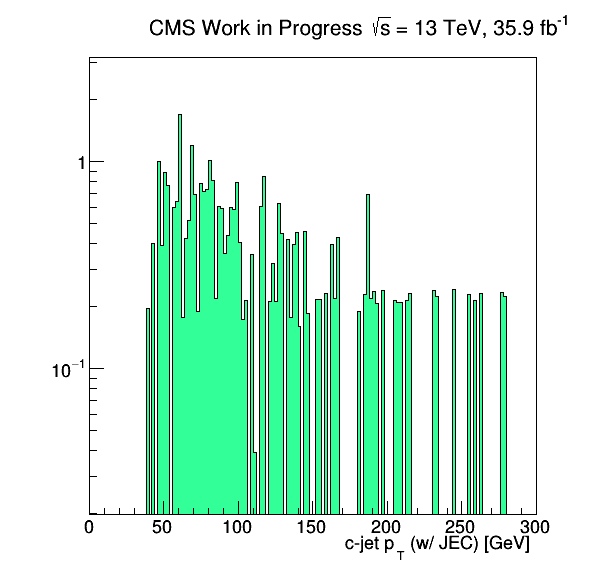 CMS Work in Progress √s = 13 TeV, 35.9 fb⁻¹
1
10⁻¹
0 50 100 150 200 250 300
c-jet p_T (w/ JEC) [GeV]